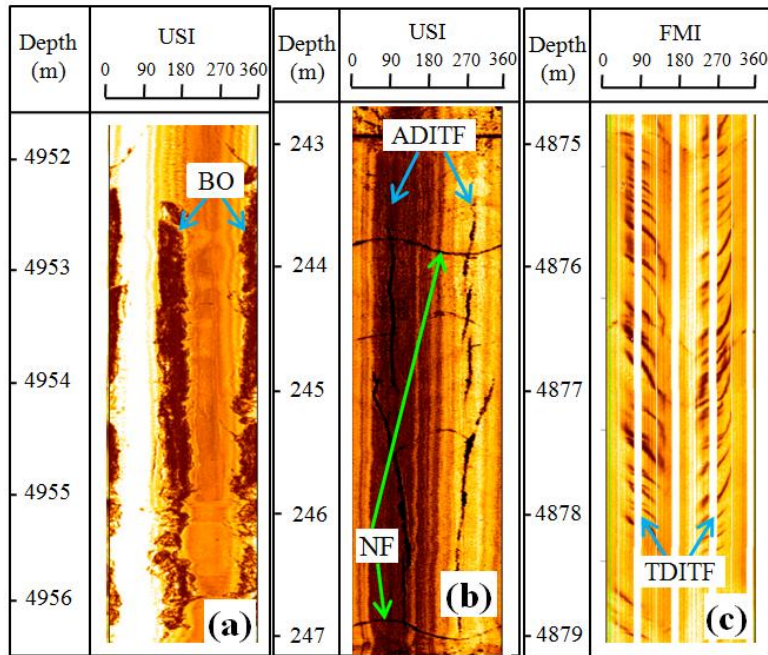 Depth
(m)
USI
0 90 180 270 360
4952
4953
4954
4955
4956
BO
(a)
Depth
(m)
USI
0 90 180 270 360
243
244
245
246
247
ADITF
NF
(b)
Depth
(m)
FMI
0 90 180 270 360
4875
4876
4877
4878
4879
TDITF
(c)